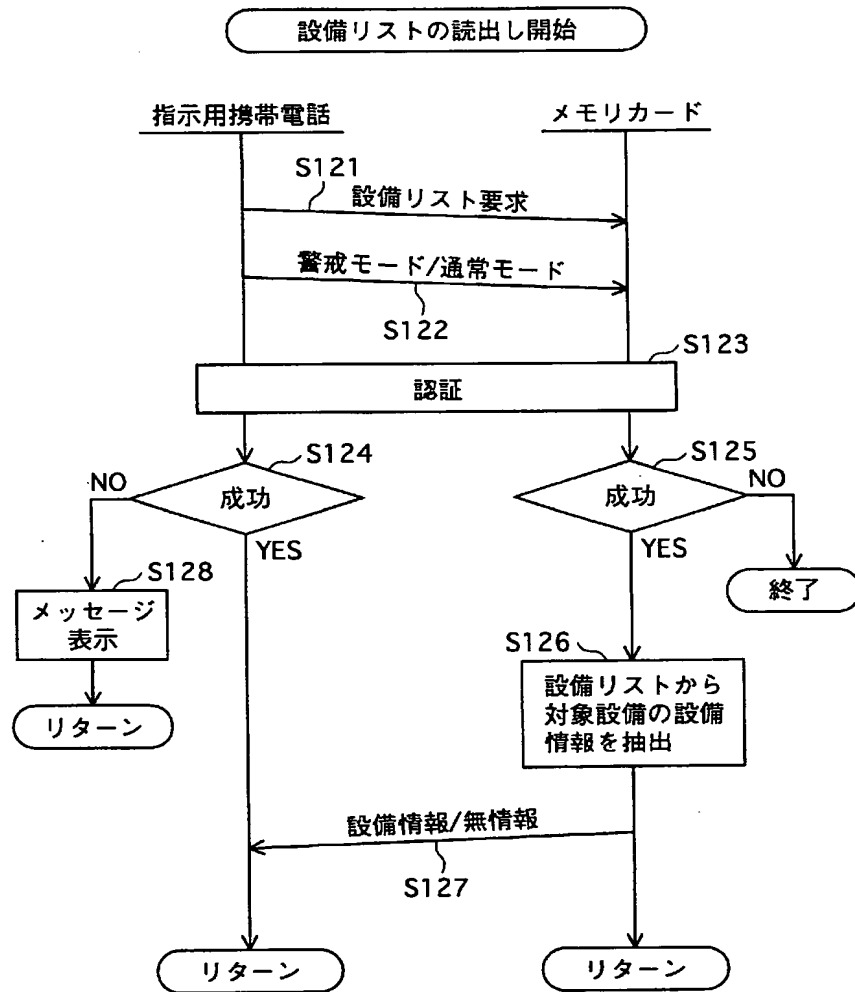 設備リストの読出し開始
指示用携帯電話
メモリカード
S121
設備リスト要求
警戒モード/通常モード
S122
S123
認証
S124
S125
NO
成功
成功
NO
YES
YES
S128
メッセージ
表示
終了
S126
設備リストから
対象設備の設備
情報を抽出
リターン
設備情報/無情報
S127
リターン
リターン